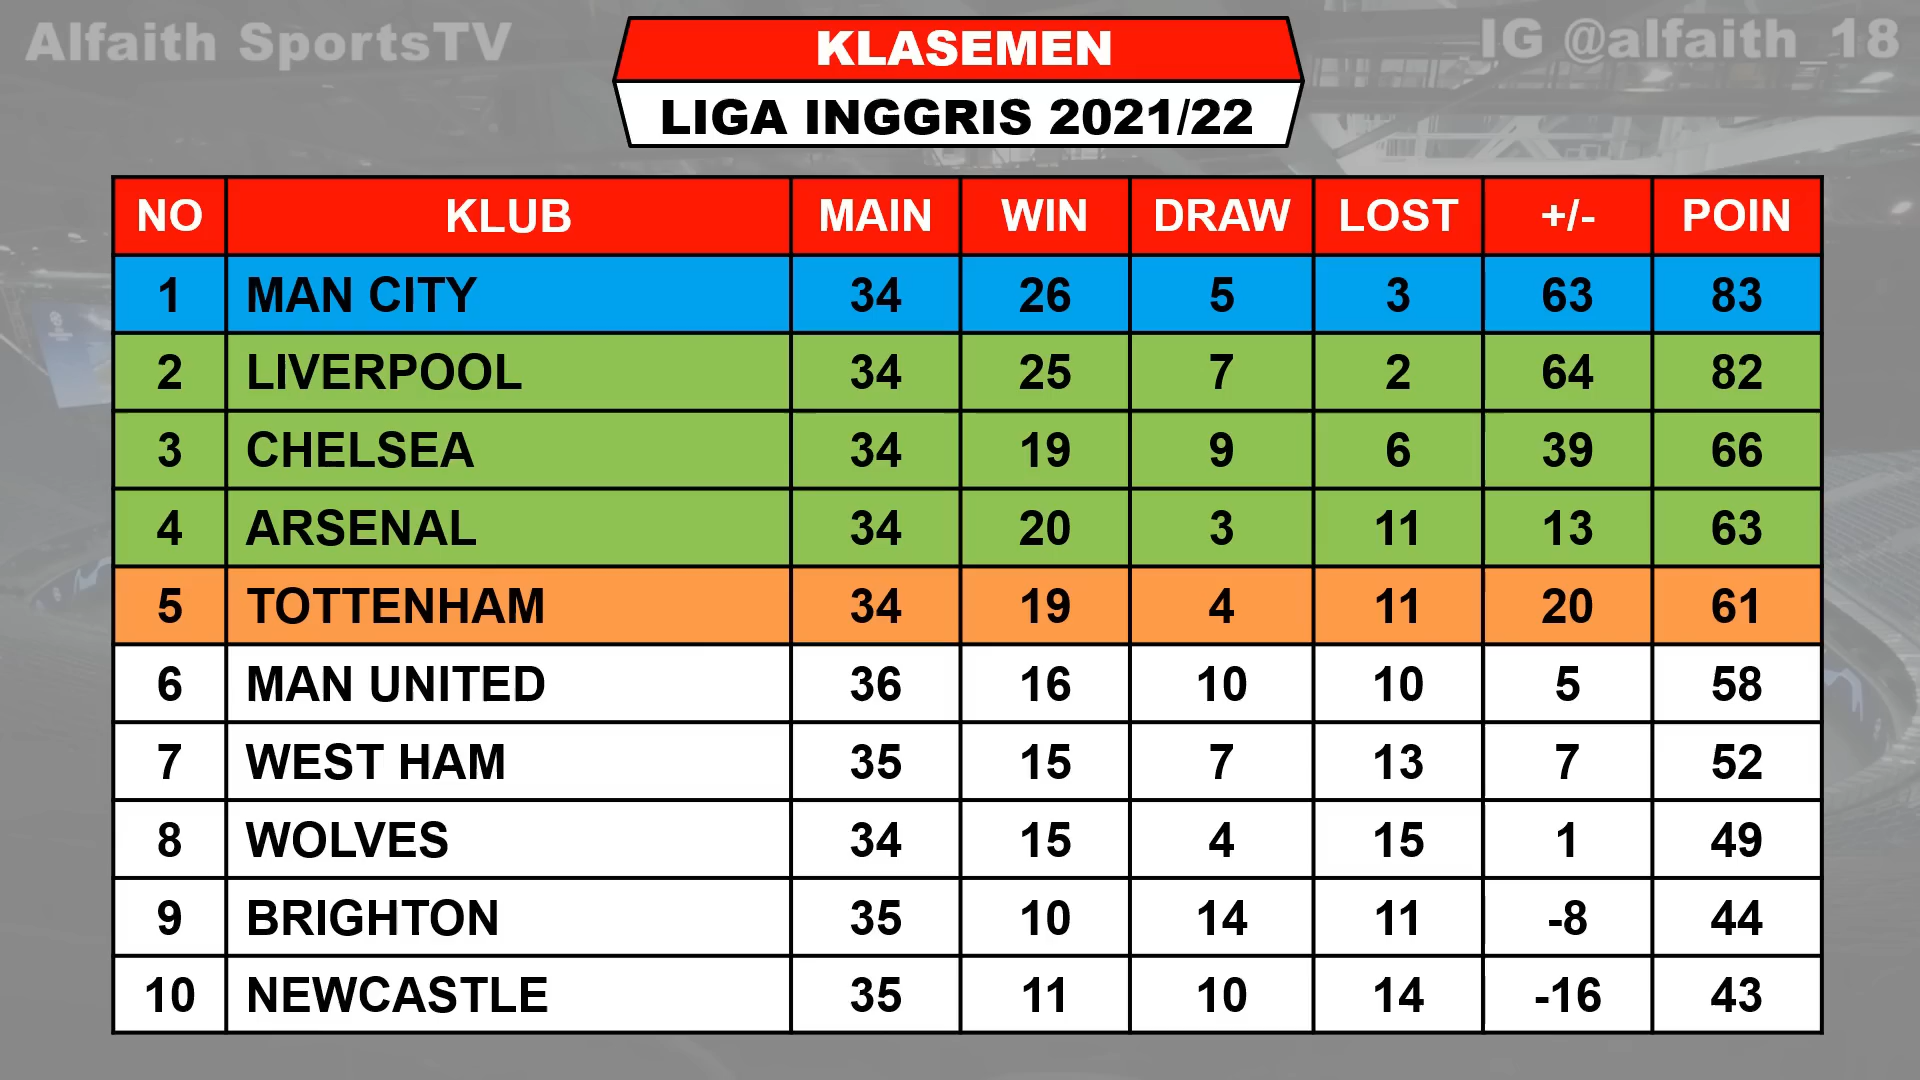 Alfaith SportsTV
KLASEMEN
LIGA INGGRIS 2021/22
IG @alfaith_18
NO KLUB MAIN WIN DRAW LOST +/- POIN
1 MAN CITY 34 26 5 3 63 83
2 LIVERPOOL 34 25 7 2 64 82
3 CHELSEA 34 19 9 6 39 66
4 ARSENAL 34 20 3 11 13 63
5 TOTTENHAM 34 19 4 11 20 61
6 MAN UNITED 36 16 10 10 5 58
7 WEST HAM 35 15 7 13 7 52
8 WOLVES 34 15 4 15 1 49
9 BRIGHTON 35 10 14 11 -8 44
10 NEWCASTLE 35 11 10 14 -16 43